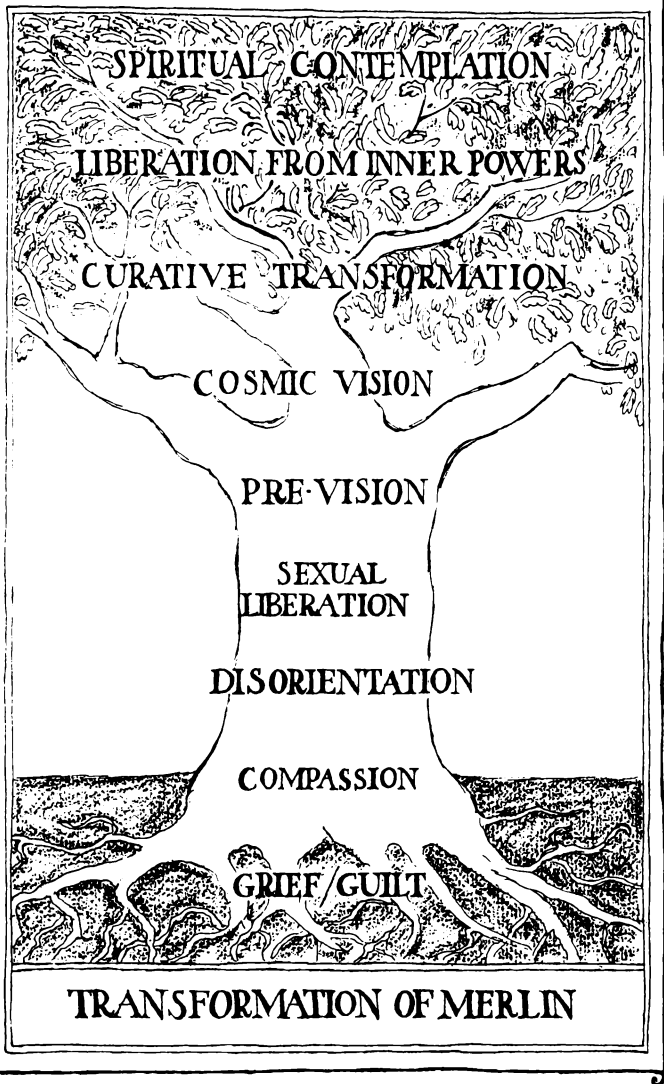 SPIRITUAL CONTEMPLATION
LIBERATION FROM INNER POWERS
CURATIVE TRANSFORMATION
COSMIC VISION
PRE-VISION
SEXUAL
LIBERATION
DISORIENTATION
COMPASSION
GRIEF/GUILT
TRANSFORMATION OF MERLIN